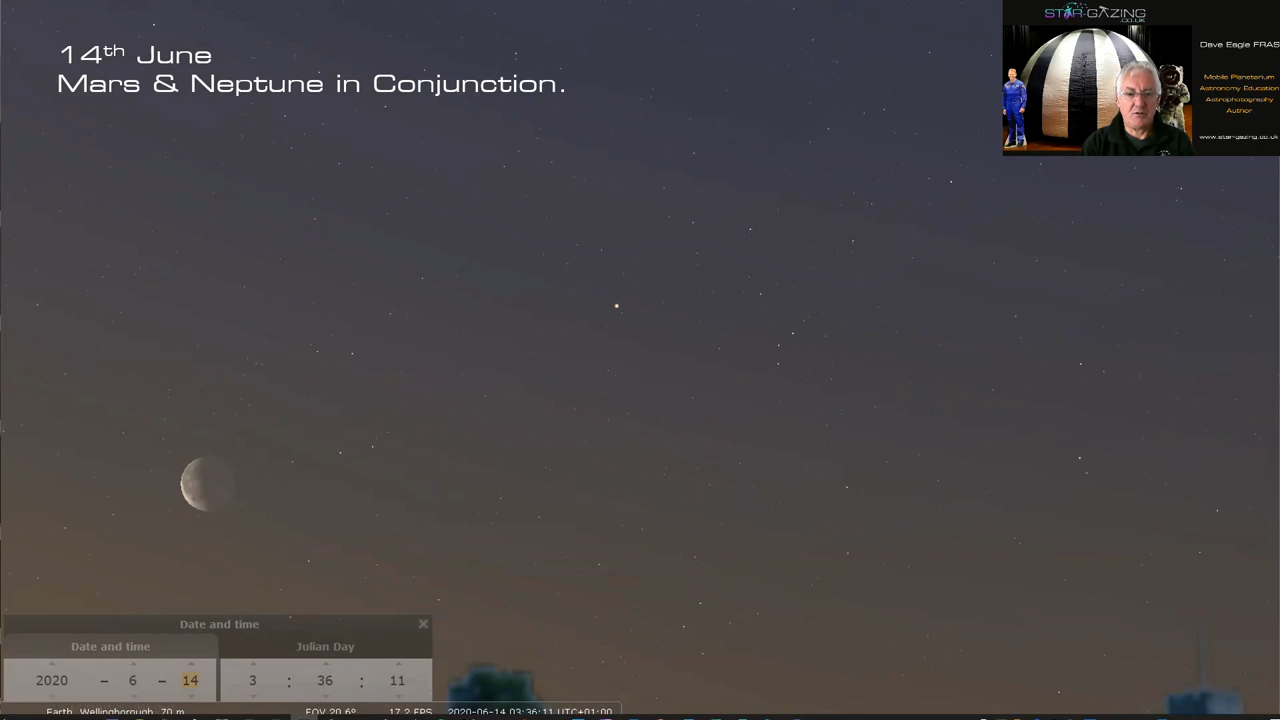 14th June
Mars & Neptune in Conjunction.
STAR-GAZING
.CO.UK
Dave Eagle FRAS
Mobile Planetarium
Astronomy Education
Astrophotography
Author
www.star-gazing.co.uk
Date and time
Date and time
Julian Day
2020 – 6 – 14
3 : 36 : 11
Earth, Wellingborough, 70 m
FOV 20.6°
17.2 FPS
2020-06-14 03:36:11 UTC+01:00